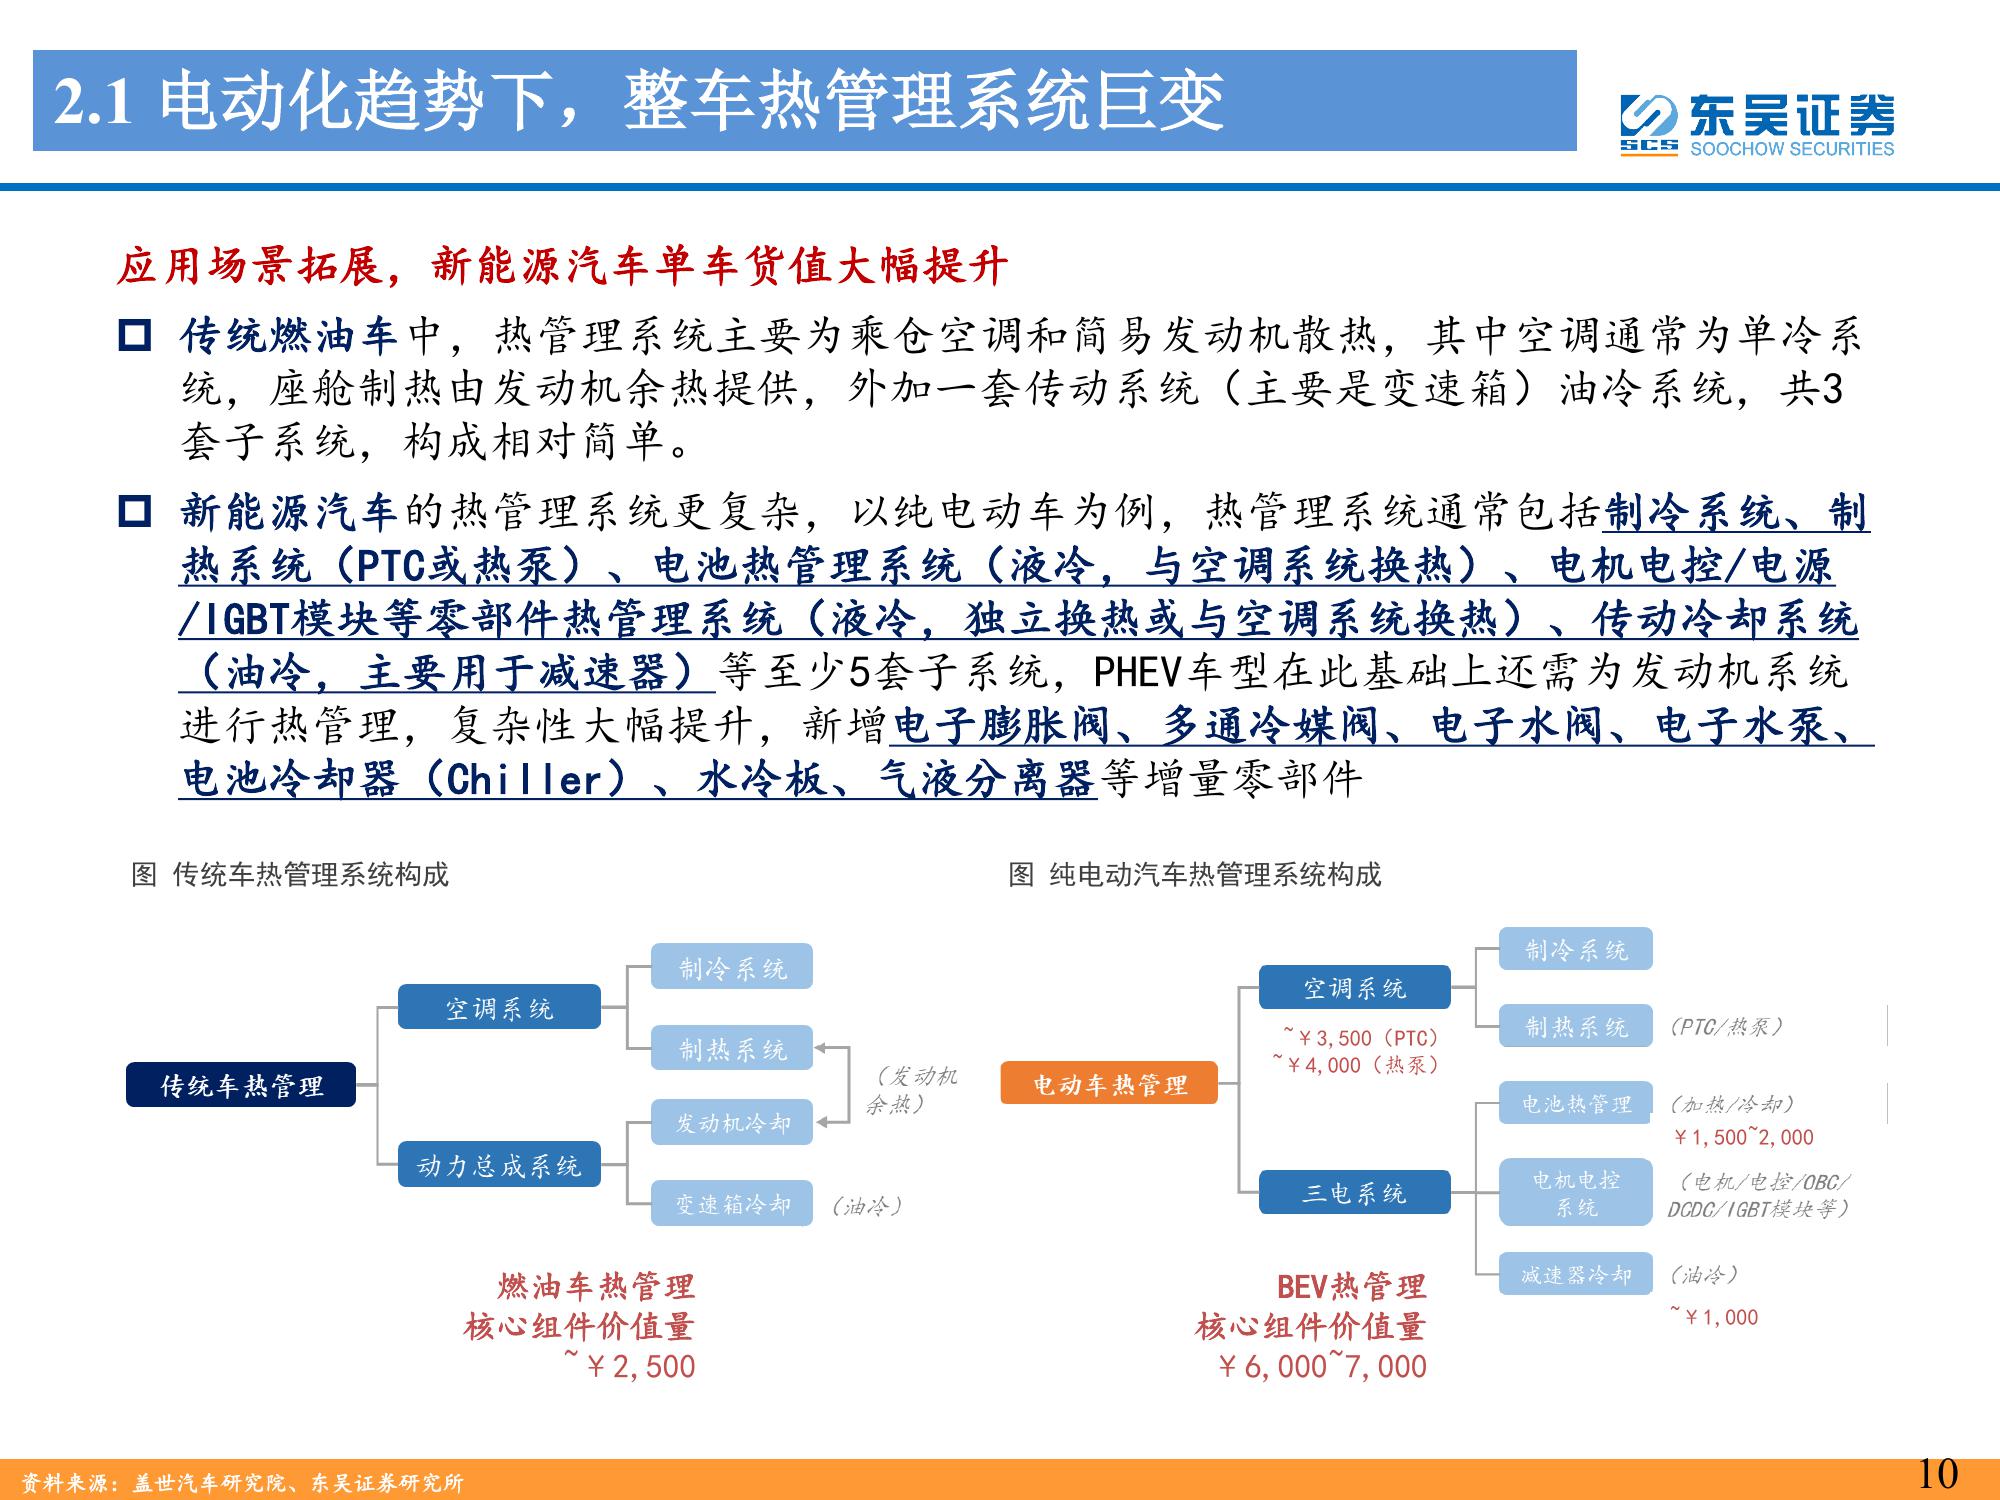 2.1 电动化趋势下，整车热管理系统巨变
东吴证券
SCS
SOOCHOW SECURITIES
应用场景拓展，新能源汽车单车货值大幅提升
传统燃油车中，热管理系统主要为乘仓空调和简易发动机散热，其中空调通常为单冷系
统，座舱制热由发动机余热提供，外加一套传动系统（主要是变速箱）油冷系统，共3
套子系统，构成相对简单。
新能源汽车的热管理系统更复杂，以纯电动车为例，热管理系统通常包括制冷系统、制
热系统（PTC或热泵）、电池热管理系统（液冷，与空调系统换热）、电机电控/电源
/IGBT模块等零部件热管理系统（液冷，独立换热或与空调系统换热）、传动冷却系统
（油冷，主要用于减速器）等至少5套子系统，PHEV车型在此基础上还需为发动机系统
进行热管理，复杂性大幅提升，新增电子膨胀阀、多通冷媒阀、电子水阀、电子水泵、
电池冷却器（Chiller）、水冷板、气液分离器等增量零部件
图 传统车热管理系统构成
传统车热管理
空调系统
动力总成系统
制冷系统
制热系统
发动机冷却
变速箱冷却
（发动机
余热）
（油冷）
燃油车热管理
核心组件价值量
~￥2,500
图 纯电动汽车热管理系统构成
电动车热管理
空调系统
~￥3,500（PTC）
~￥4,000（热泵）
三电系统
制冷系统
制热系统
（PTC/热泵）
电池热管理
（加热/冷却）
￥1,500~2,000
电机电控
系统
（电机/电控/OBC/
DCDC/IGBT模块等）
减速器冷却
（油冷）
~￥1,000
BEV热管理
核心组件价值量
￥6,000~7,000
资料来源：盖世汽车研究院、东吴证券研究所
10